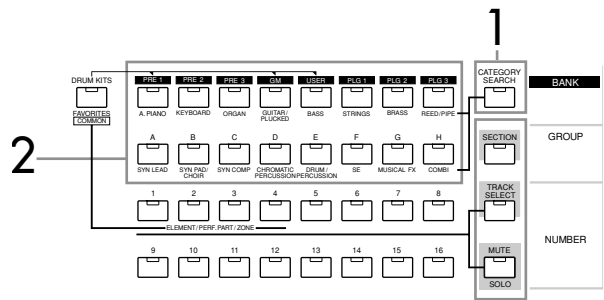 1
DRUM KITS
PRE 1 PRE 2 PRE 3 GM USER PLG 1 PLG 2 PLG 3
CATEGORY
SEARCH
BANK
FAVORITES
COMMON
A. PIANO KEYBOARD ORGAN GUITAR/
PLUCKED BASS STRINGS BRASS REED/PIPE
2
A B C D E F G H
SECTION
GROUP
SYN LEAD SYN PAD/
CHOIR SYN COMP CHROMATIC
PERCUSSION DRUM /
PERCUSSION SE MUSICAL FX COMBI
1 2 3 4 5 6 7 8
TRACK
SELECT
ELEMENT/ PERF. PART / ZONE
NUMBER
9 10 11 12 13 14 15 16
MUTE
SOLO